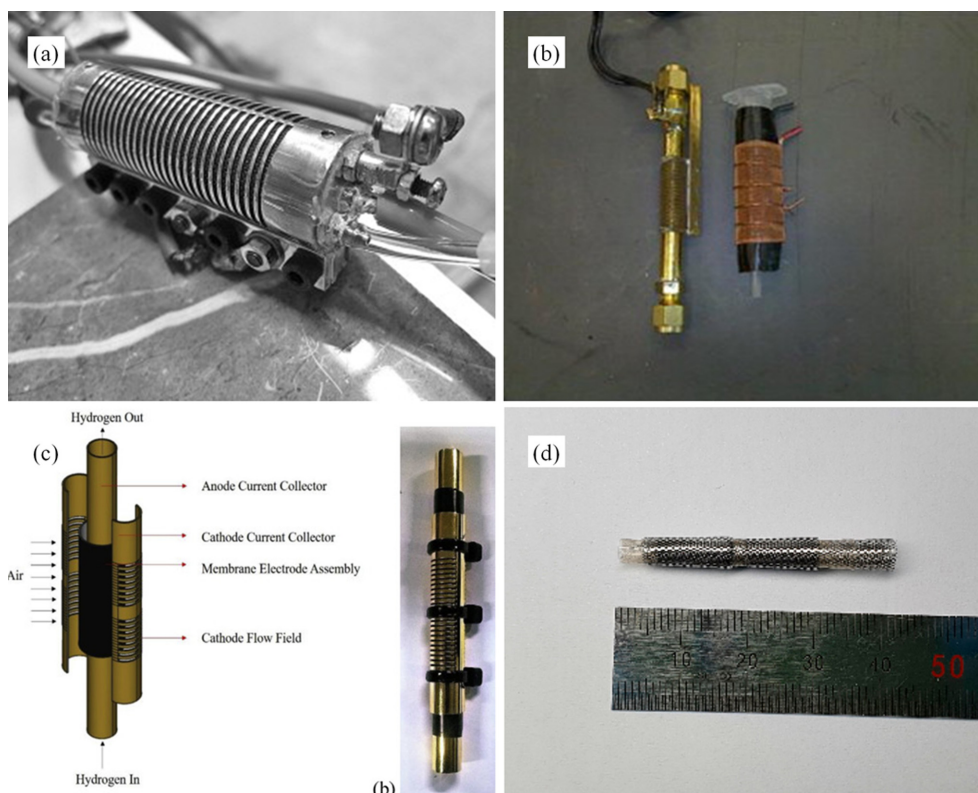 (a)
(b)
(c)
Hydrogen Out
Anode Current Collector
Cathode Current Collector
Membrane Electrode Assembly
Air
Cathode Flow Field
Hydrogen In
(b)
(d)
10 20 30 40 50